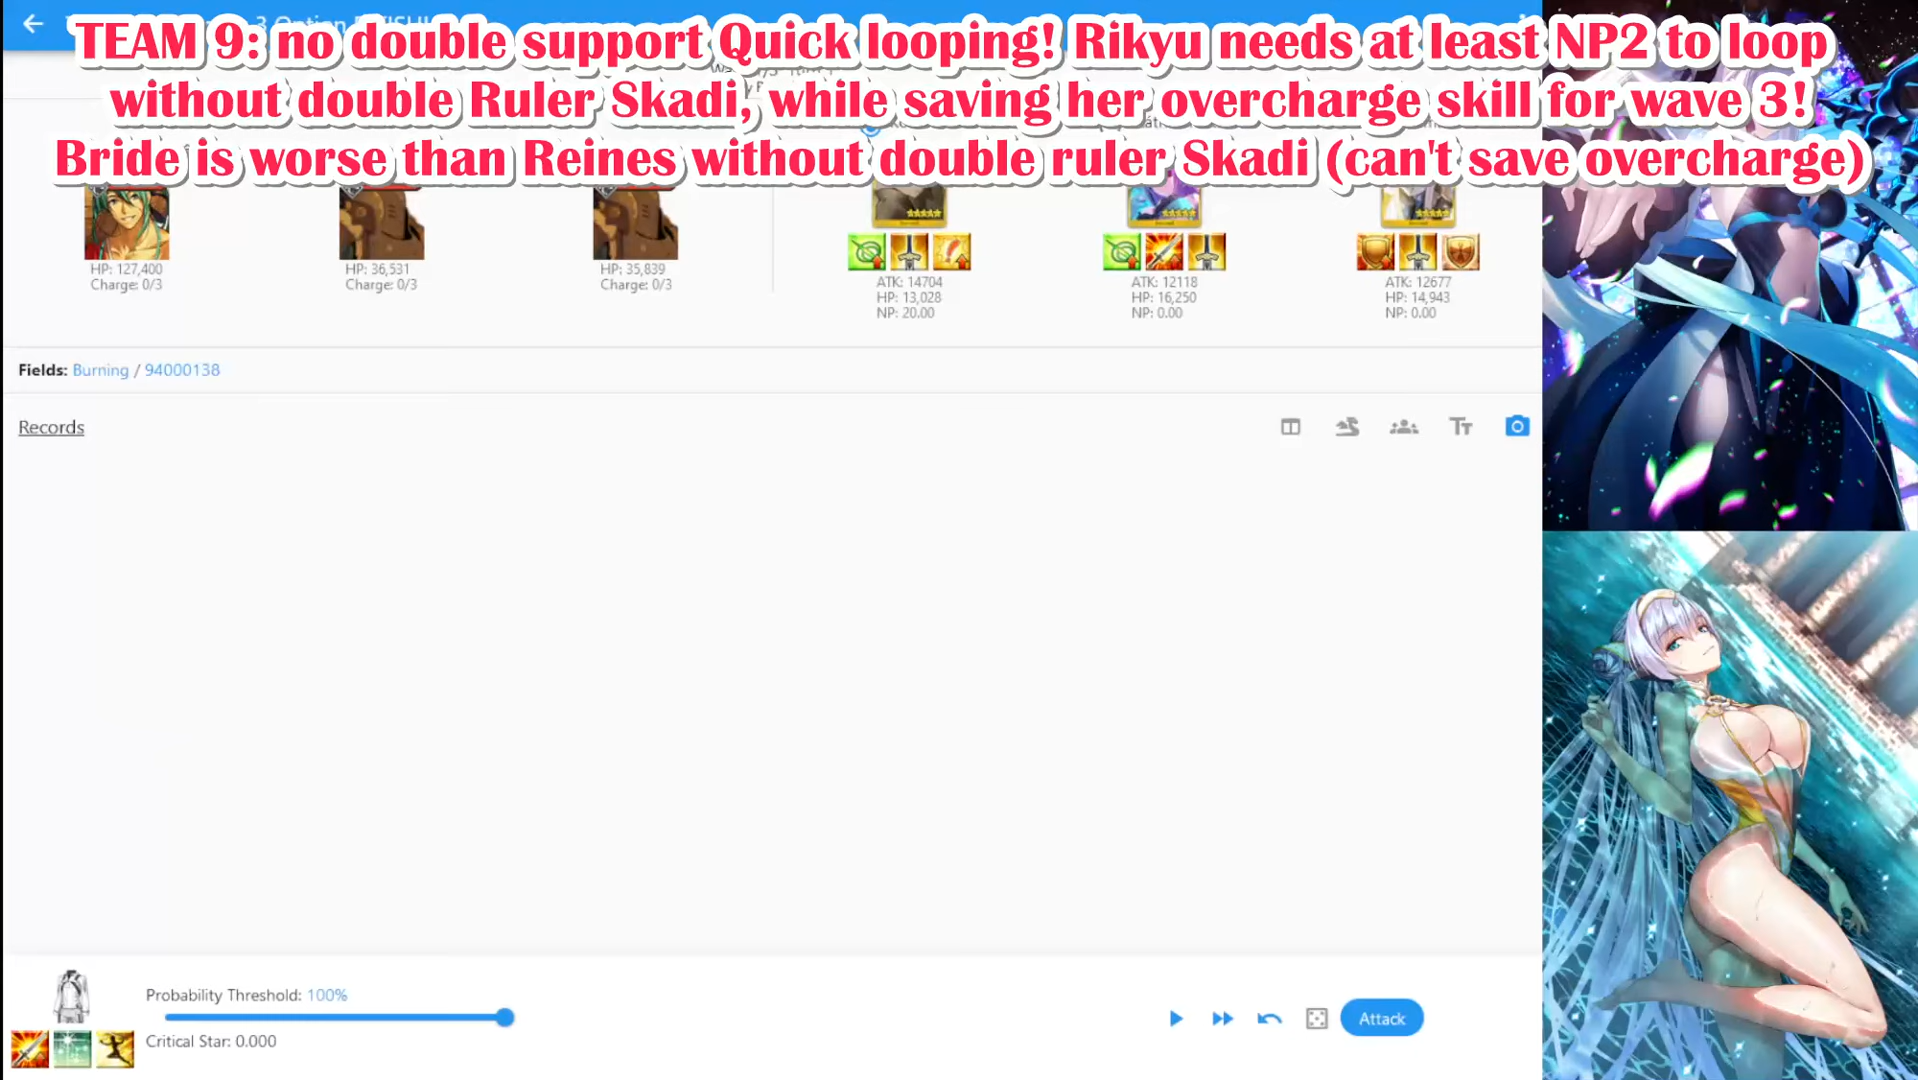 TEAM 9: no double support Quick looping! Rikyu needs at least NP2 to loop
without double Ruler Skadi, while saving her overcharge skill for wave 3!
Bride is worse than Reines without double ruler Skadi (can't save overcharge)
HP: 127,400
Charge: 0/3
HP: 36,531
Charge: 0/3
HP: 35,839
Charge: 0/3
ATK: 14704
HP: 13,028
NP: 20.00
ATK: 12118
HP: 16,250
NP: 0.00
ATK: 12677
HP: 14,943
NP: 0.00
Fields: Burning / 94000138
Records
Probability Threshold: 100%
Critical Star: 0.000
Attack